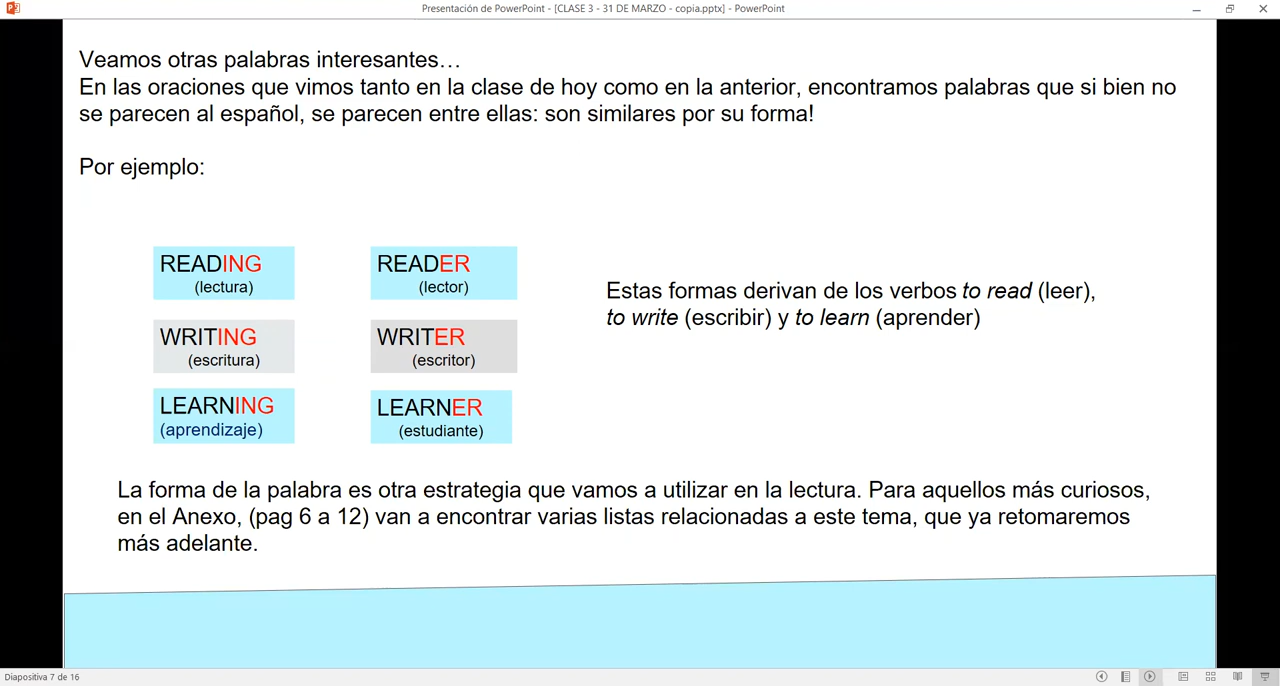 Presentación de PowerPoint - [CLASE 3 - 31 DE MARZO - copia.pptx] - PowerPoint
Veamos otras palabras interesantes…
En las oraciones que vimos tanto en la clase de hoy como en la anterior, encontramos palabras que si bien no
se parecen al español, se parecen entre ellas: son similares por su forma!
Por ejemplo:
READING
(lectura)
READER
(lector)
WRITING
(escritura)
WRITER
(escritor)
LEARNING
(aprendizaje)
LEARNER
(estudiante)
Estas formas derivan de los verbos to read (leer),
to write (escribir) y to learn (aprender)
La forma de la palabra es otra estrategia que vamos a utilizar en la lectura. Para aquellos más curiosos,
en el Anexo, (pag 6 a 12) van a encontrar varias listas relacionadas a este tema, que ya retomaremos
más adelante.
Diapositiva 7 de 16